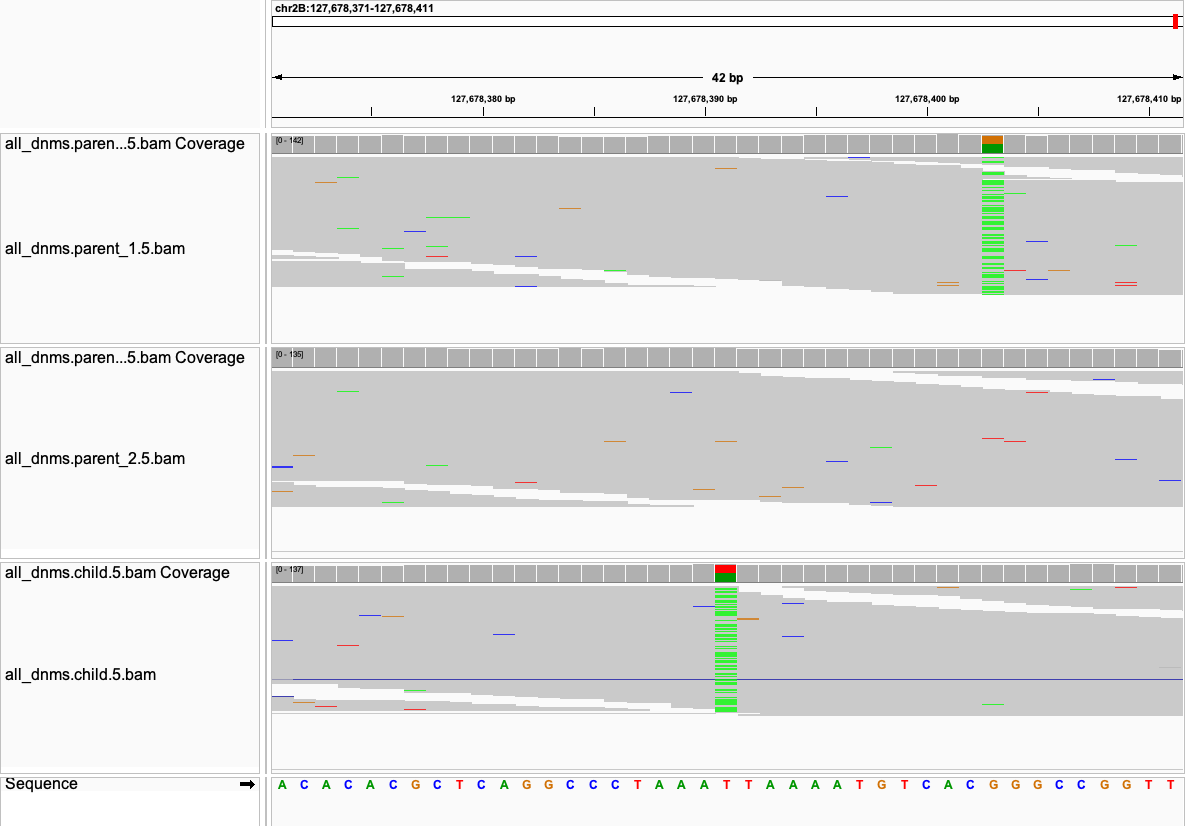 chr2B:127,678,371-127,678,411
42 bp
127,678,380 bp 127,678,390 bp 127,678,400 bp 127,678,410 bp
all_dnms.paren...5.bam Coverage
[0 - 142]
all_dnms.parent_1.5.bam
all_dnms.paren...5.bam Coverage
[0 - 135]
all_dnms.parent_2.5.bam
all_dnms.child.5.bam Coverage
[0 - 137]
all_dnms.child.5.bam
Sequence A C A C A C G C T C A G G C C C T A A A T T A A A A T G T C A C G G G C C G G T T